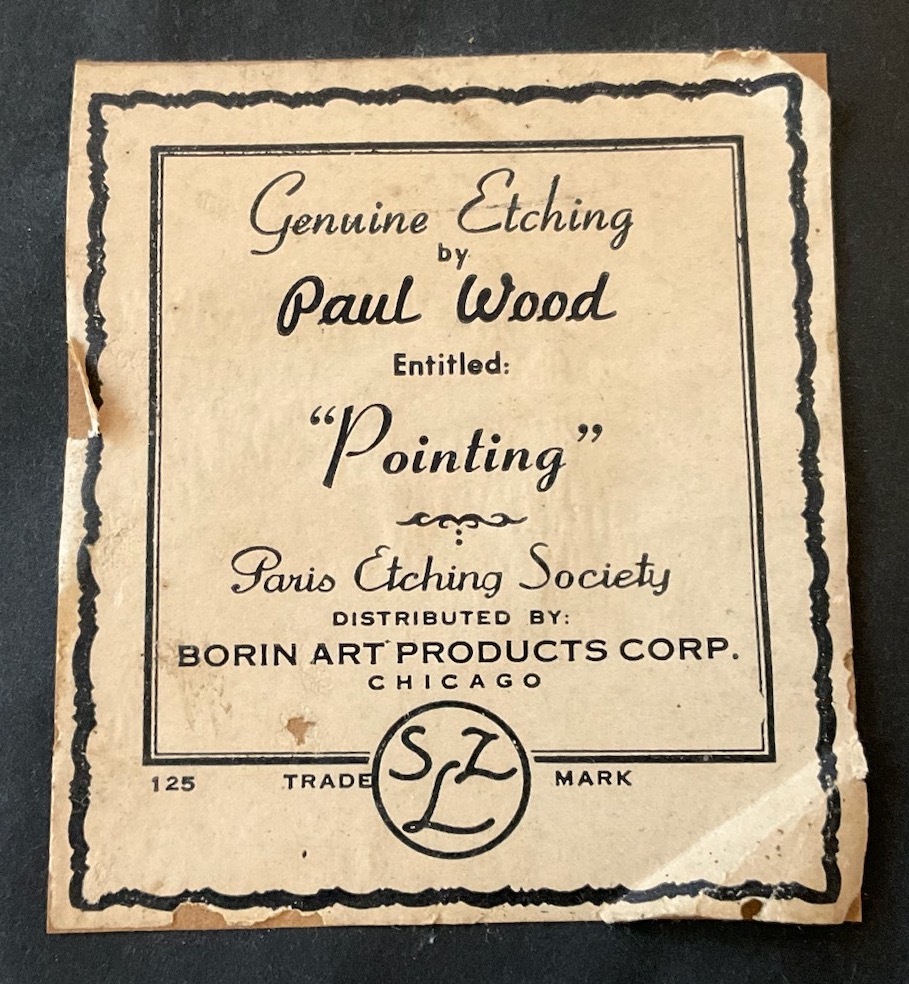 Genuine Etching
by
Paul Wood
Entitled:
“Pointing”
Paris Etching Society
DISTRIBUTED BY:
BORIN ART PRODUCTS CORP.
CHICAGO
SLZ
125 TRADE MARK